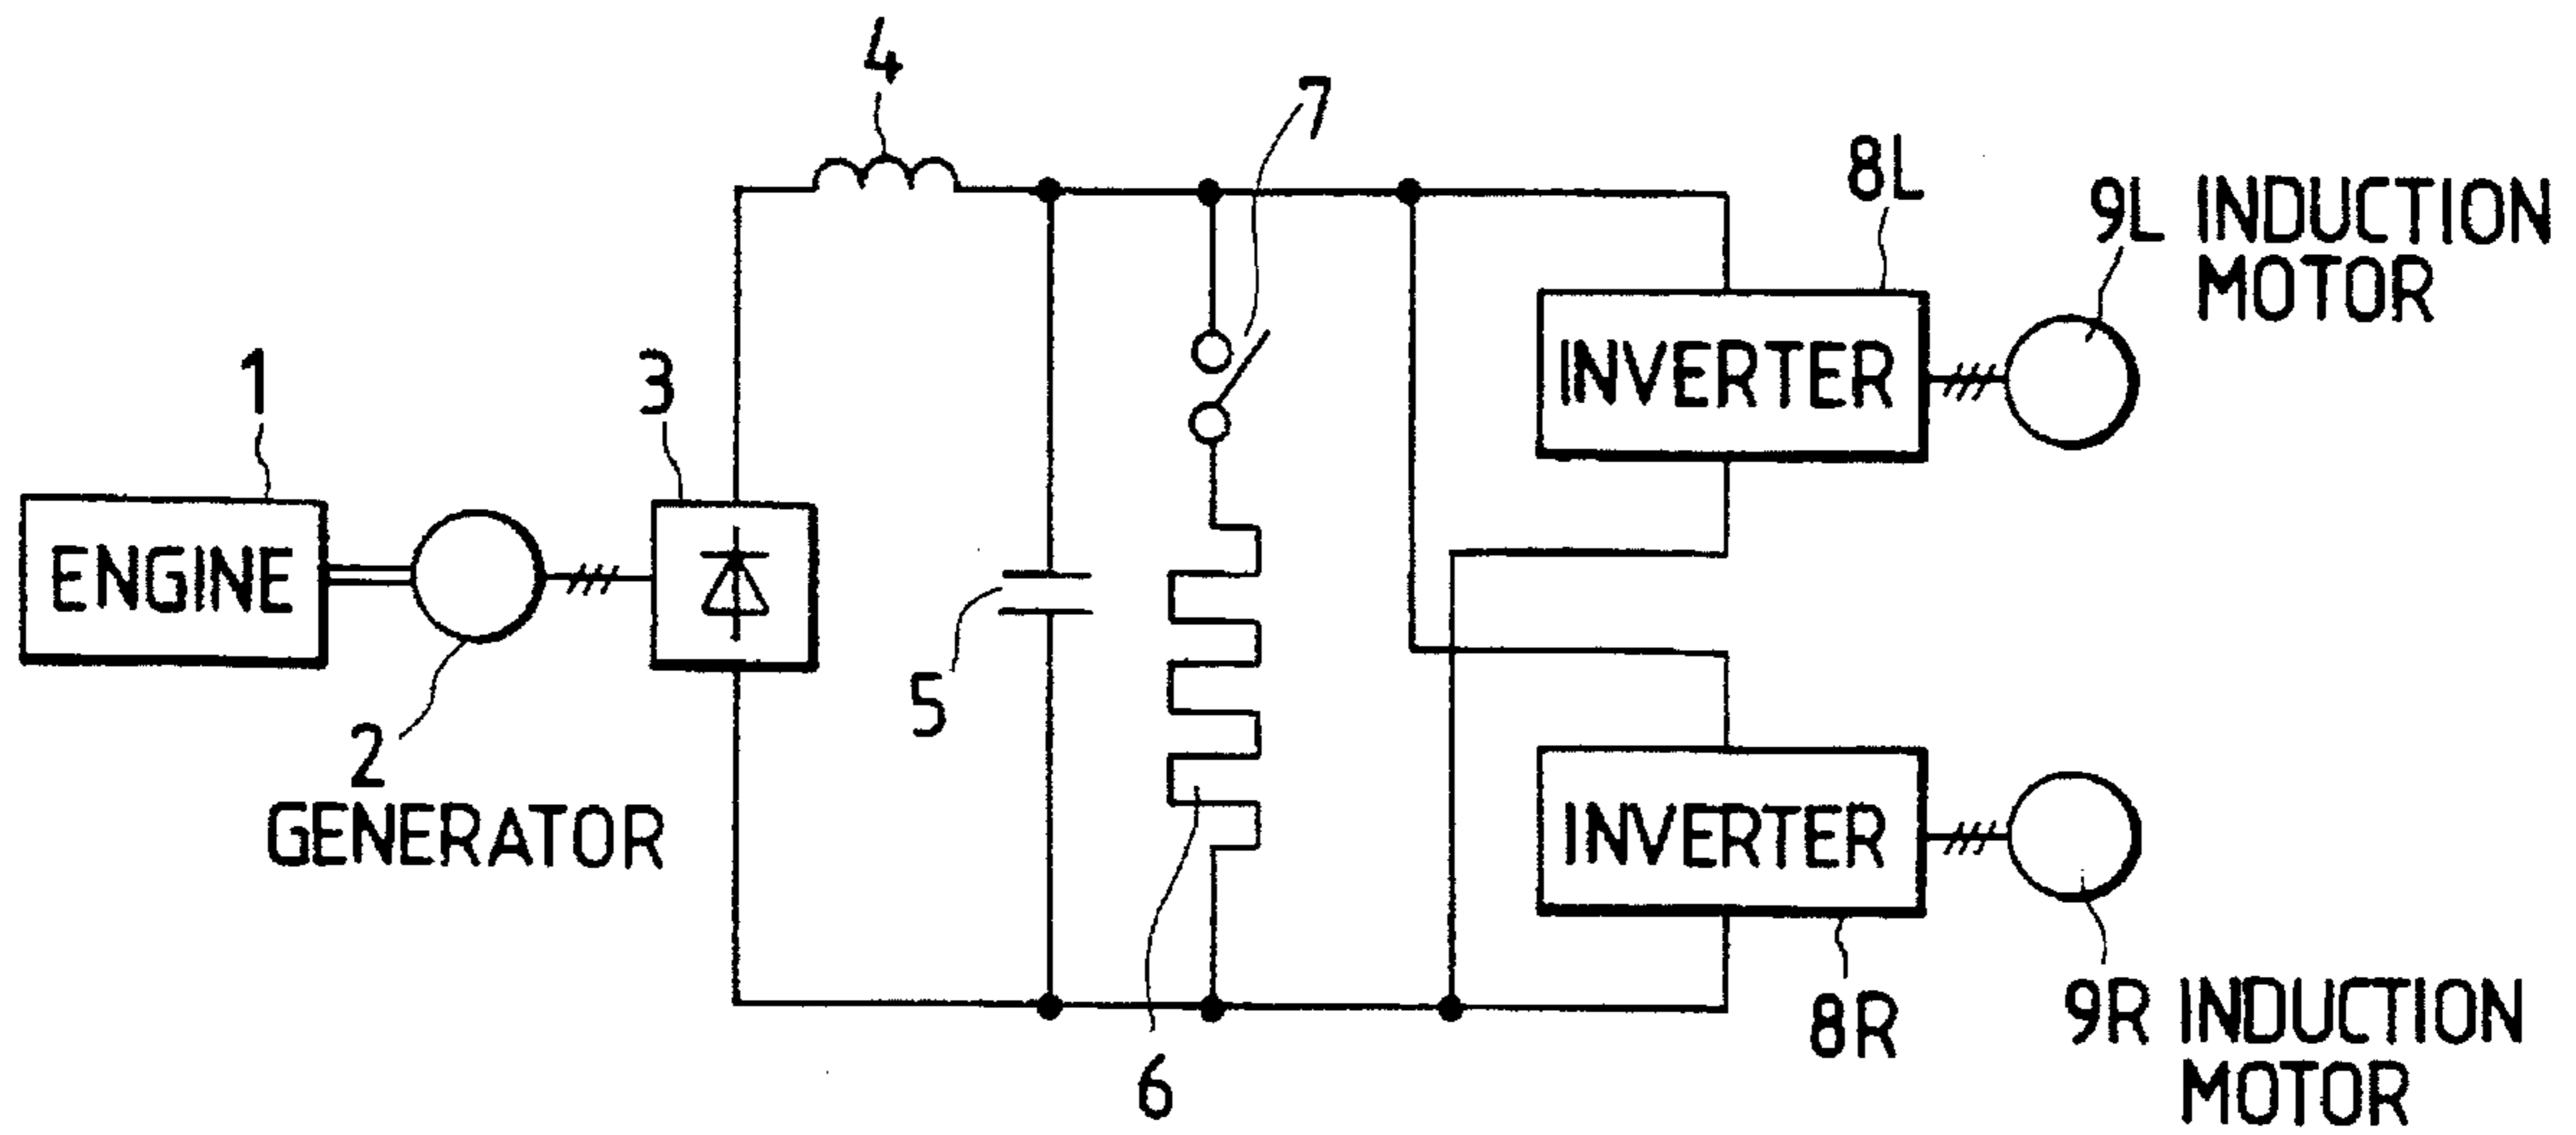 4
7
8L
9L INDUCTION
MOTOR
1
3
INVERTER
ENGINE
5
2
GENERATOR
INVERTER
6
8R
9R INDUCTION
MOTOR